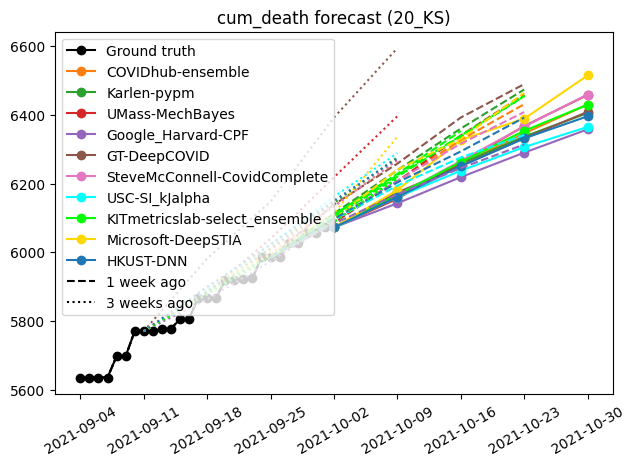 cum_death forecast (20_KS)
6600
6400
6200
6000
5800
5600
Ground truth
COVIDhub-ensemble
Karlen-pypm
UMass-MechBayes
Google_Harvard-CPF
GT-DeepCOVID
SteveMcConnell-CovidComplete
USC-SI_kJalpha
KITmetricslab-select_ensemble
Microsoft-DeepSTIA
HKUST-DNN
1 week ago
3 weeks ago
2021-09-04
2021-09-11
2021-09-18
2021-09-25
2021-10-02
2021-10-09
2021-10-16
2021-10-23
2021-10-30